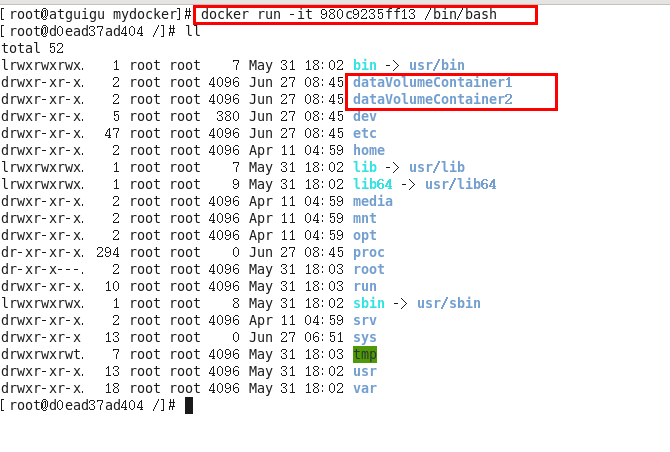 [root@atguigu mydocker]# docker run -it 980c9235ff13 /bin/bash
[root@d0ead37ad404 /]# ll
total 52
lrwxrwxrwx.   1 root root    7 May 31 18:02 bin -> usr/bin
drwxr-xr-x.   2 root root 4096 Jun 27 08:45 dataVolumeContainer1
drwxr-xr-x.   2 root root 4096 Jun 27 08:45 dataVolumeContainer2
drwxr-xr-x.   5 root root  380 Jun 27 08:45 dev
drwxr-xr-x.  47 root root 4096 Jun 27 08:45 etc
drwxr-xr-x.   2 root root 4096 Apr 11 04:59 home
lrwxrwxrwx.   1 root root    7 May 31 18:02 lib -> usr/lib
lrwxrwxrwx.   1 root root    9 May 31 18:02 lib64 -> usr/lib64
drwxr-xr-x.   2 root root 4096 Apr 11 04:59 media
drwxr-xr-x.   2 root root 4096 Apr 11 04:59 mnt
drwxr-xr-x.   2 root root 4096 Apr 11 04:59 opt
dr-xr-xr-x. 294 root root    0 Jun 27 08:45 proc
dr-xr-x---.   2 root root 4096 May 31 18:03 root
drwxr-xr-x.  10 root root 4096 May 31 18:03 run
lrwxrwxrwx.   1 root root    8 May 31 18:02 sbin -> usr/sbin
drwxr-xr-x.   2 root root 4096 Apr 11 04:59 srv
drwxr-xr-x   13 root root    0 Jun 27 06:51 sys
drwxrwxrwt.   7 root root 4096 May 31 18:03 tmp
drwxr-xr-x.  13 root root 4096 May 31 18:02 usr
drwxr-xr-x.  18 root root 4096 May 31 18:02 var
[root@d0ead37ad404 /]#